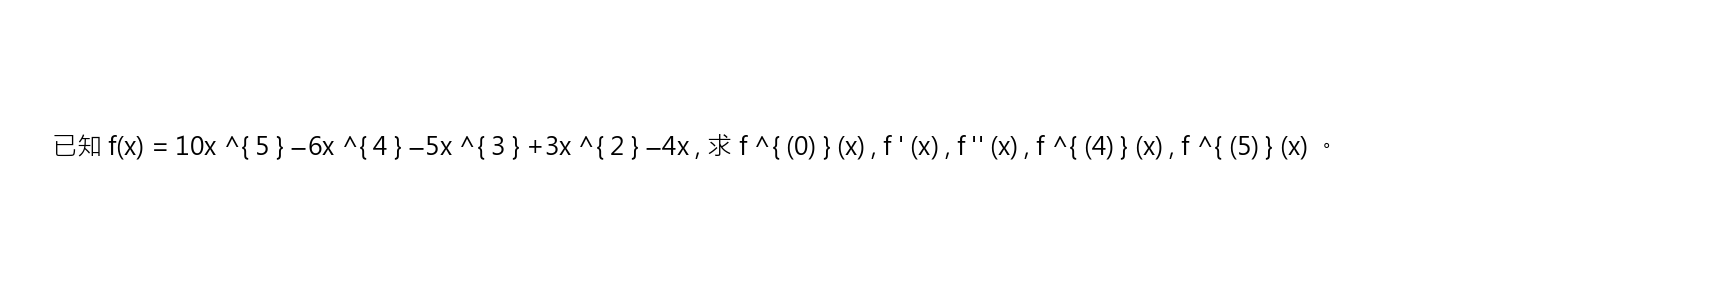 已知 f(x) = 10x ^{ 5 } −6x ^{ 4 } −5x ^{ 3 } +3x ^{ 2 } −4x , 求 f ^{ (0) } (x) , f ' (x) , f '' (x) , f ^{ (4) } (x) , f ^{ (5) } (x) 。